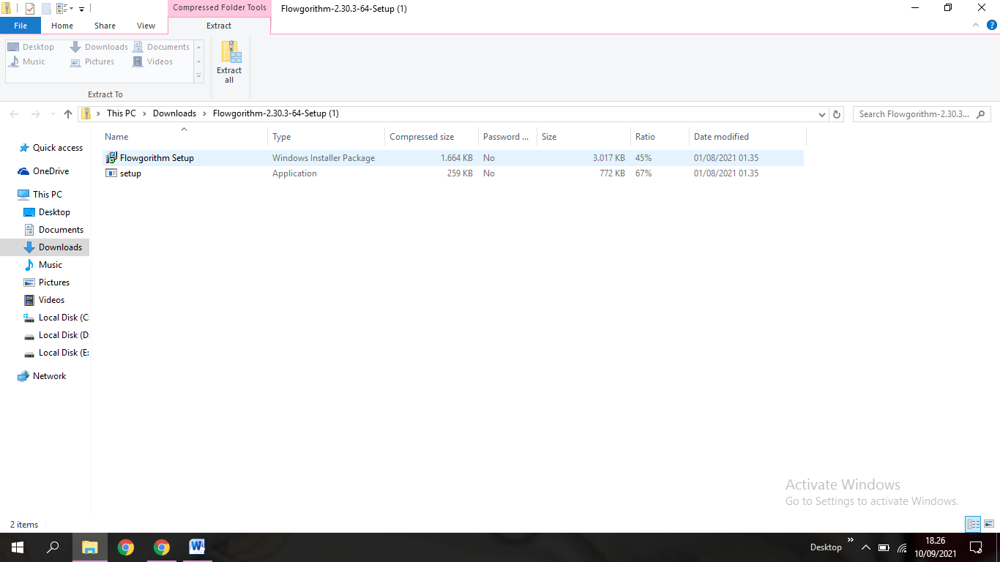 Compressed Folder Tools
Flowgorithm-2.30.3-64-Setup (1)
File Home Share View Extract
Desktop Downloads Documents
Music Pictures Videos
Extract all
Extract To
This PC Downloads Flowgorithm-2.30.3-64-Setup (1)
Search Flowgorithm-2.30.3...
Name Type Compressed size Password ... Size Ratio Date modified
Flowgorithm Setup Windows Installer Package 1.664 KB No 3.017 KB 45% 01/08/2021 01.35
setup Application 259 KB No 772 KB 67% 01/08/2021 01.35
Quick access
OneDrive
This PC
Desktop
Documents
Downloads
Music
Pictures
Videos
Local Disk (C:
Local Disk (D:
Local Disk (E:
Network
Activate Windows
Go to Settings to activate Windows.
2 items
Desktop
18.26
10/09/2021